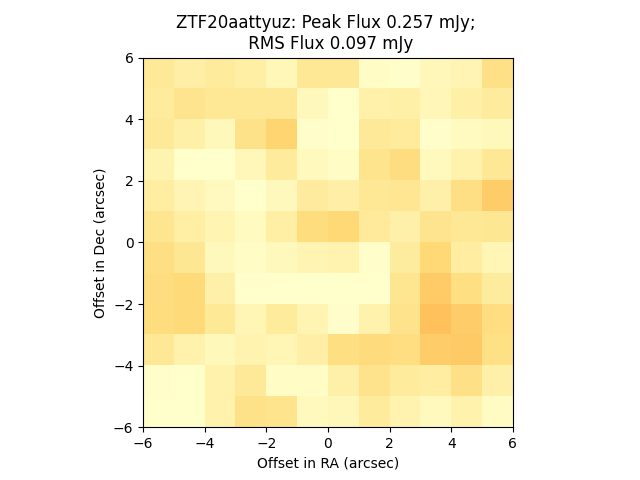 ZTF20aattyuz: Peak Flux 0.257 mJy;
RMS Flux 0.097 mJy
6
4
2
0
−2
−4
−6
Offset in Dec (arcsec)
−6 −4 −2 0 2 4 6
Offset in RA (arcsec)